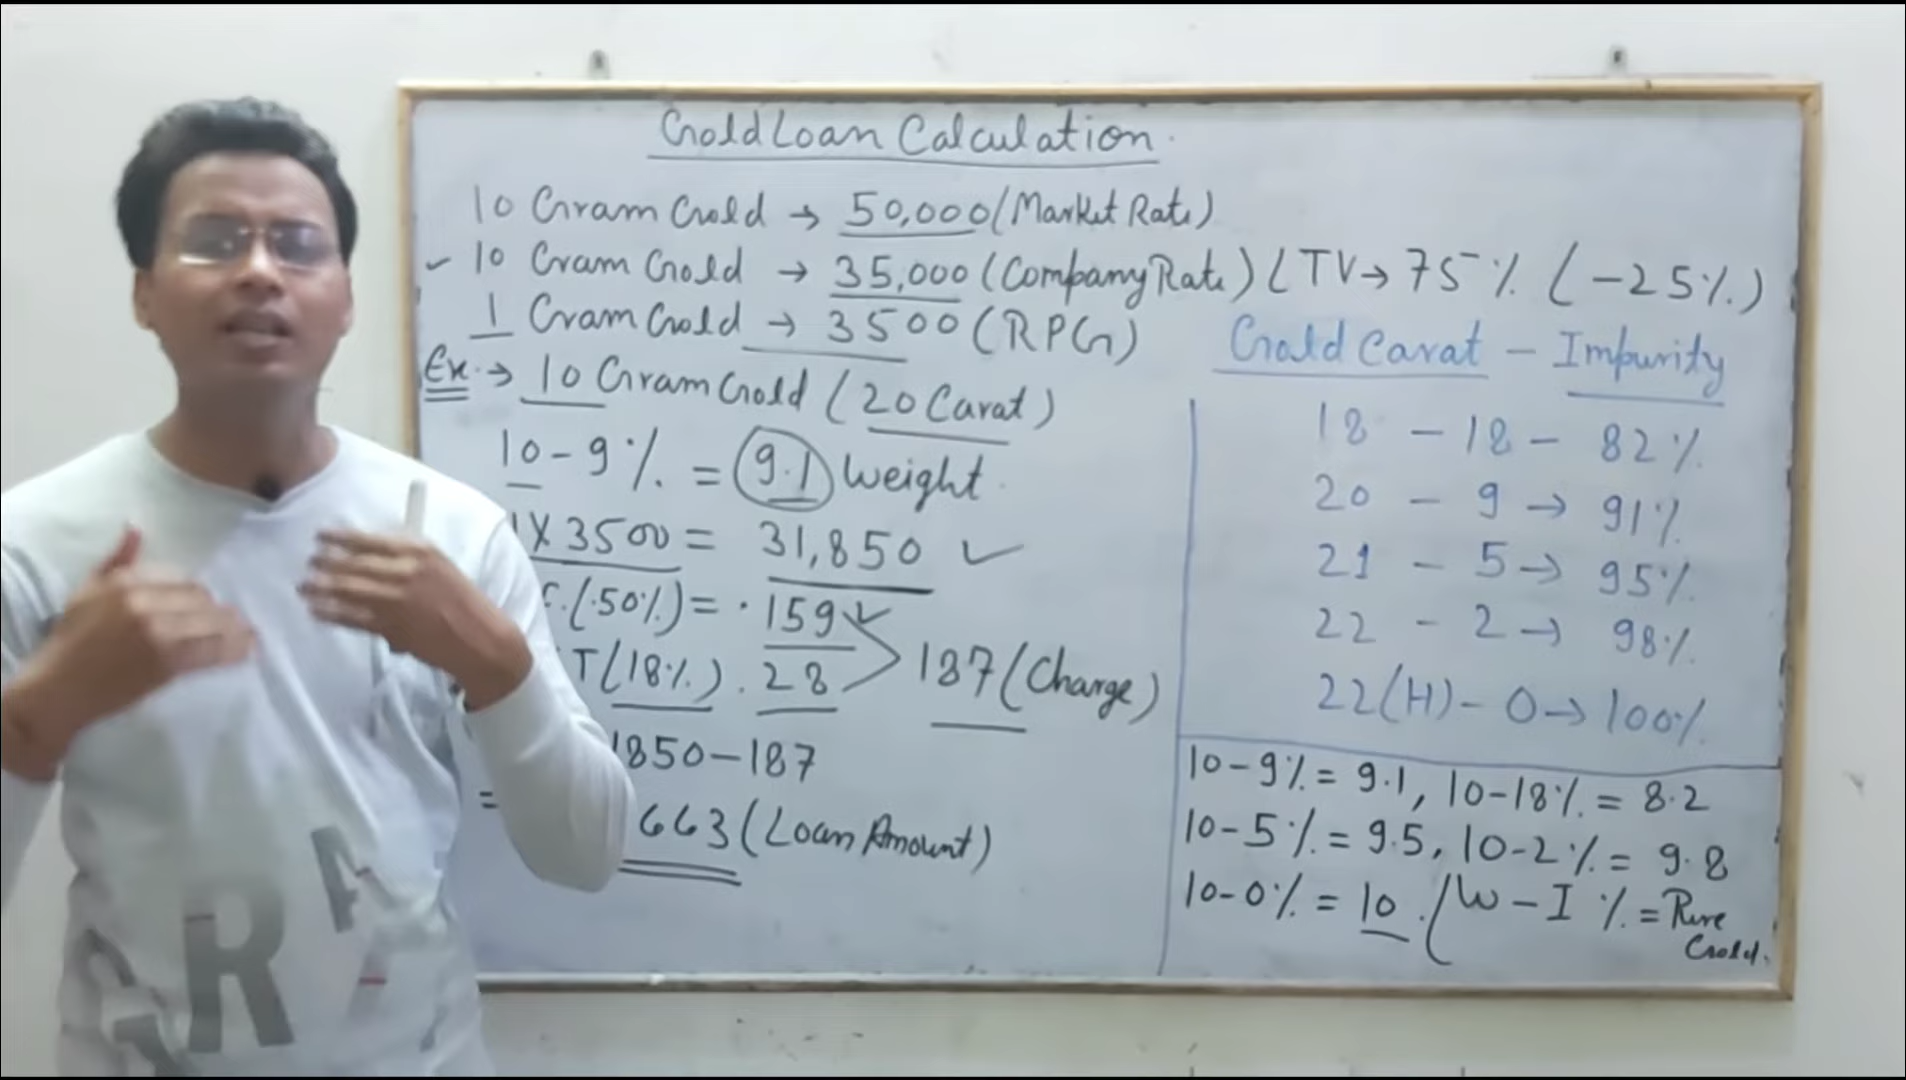 Gold Loan Calculation
10 Gram Gold → 50,000 (Market Rate)
✓ 10 Gram Gold → 35,000 (Company Rate) LTV → 75% (-25%)
1 Gram Gold → 3500 (RPG)
Ex. → 10 Gram Gold (20 Carat)
10-9% = 9.1 weight
1X3500 = 31,850 ✓
(.50%) = 159 ✓
T(18%). 28 > 187 (Charge)
1850-187
= 663 (Loan Amount)
Gold Carat - Impurity
18 - 18 - 82%
20 - 9 → 91%
21 - 5 → 95%
22 - 2 → 98%
22(H) - 0 → 100%
10-9% = 9.1, 10-18% = 8.2
10-5% = 9.5, 10-2% = 9.8
10-0% = 10. (W-I % = Pure
Gold.
R